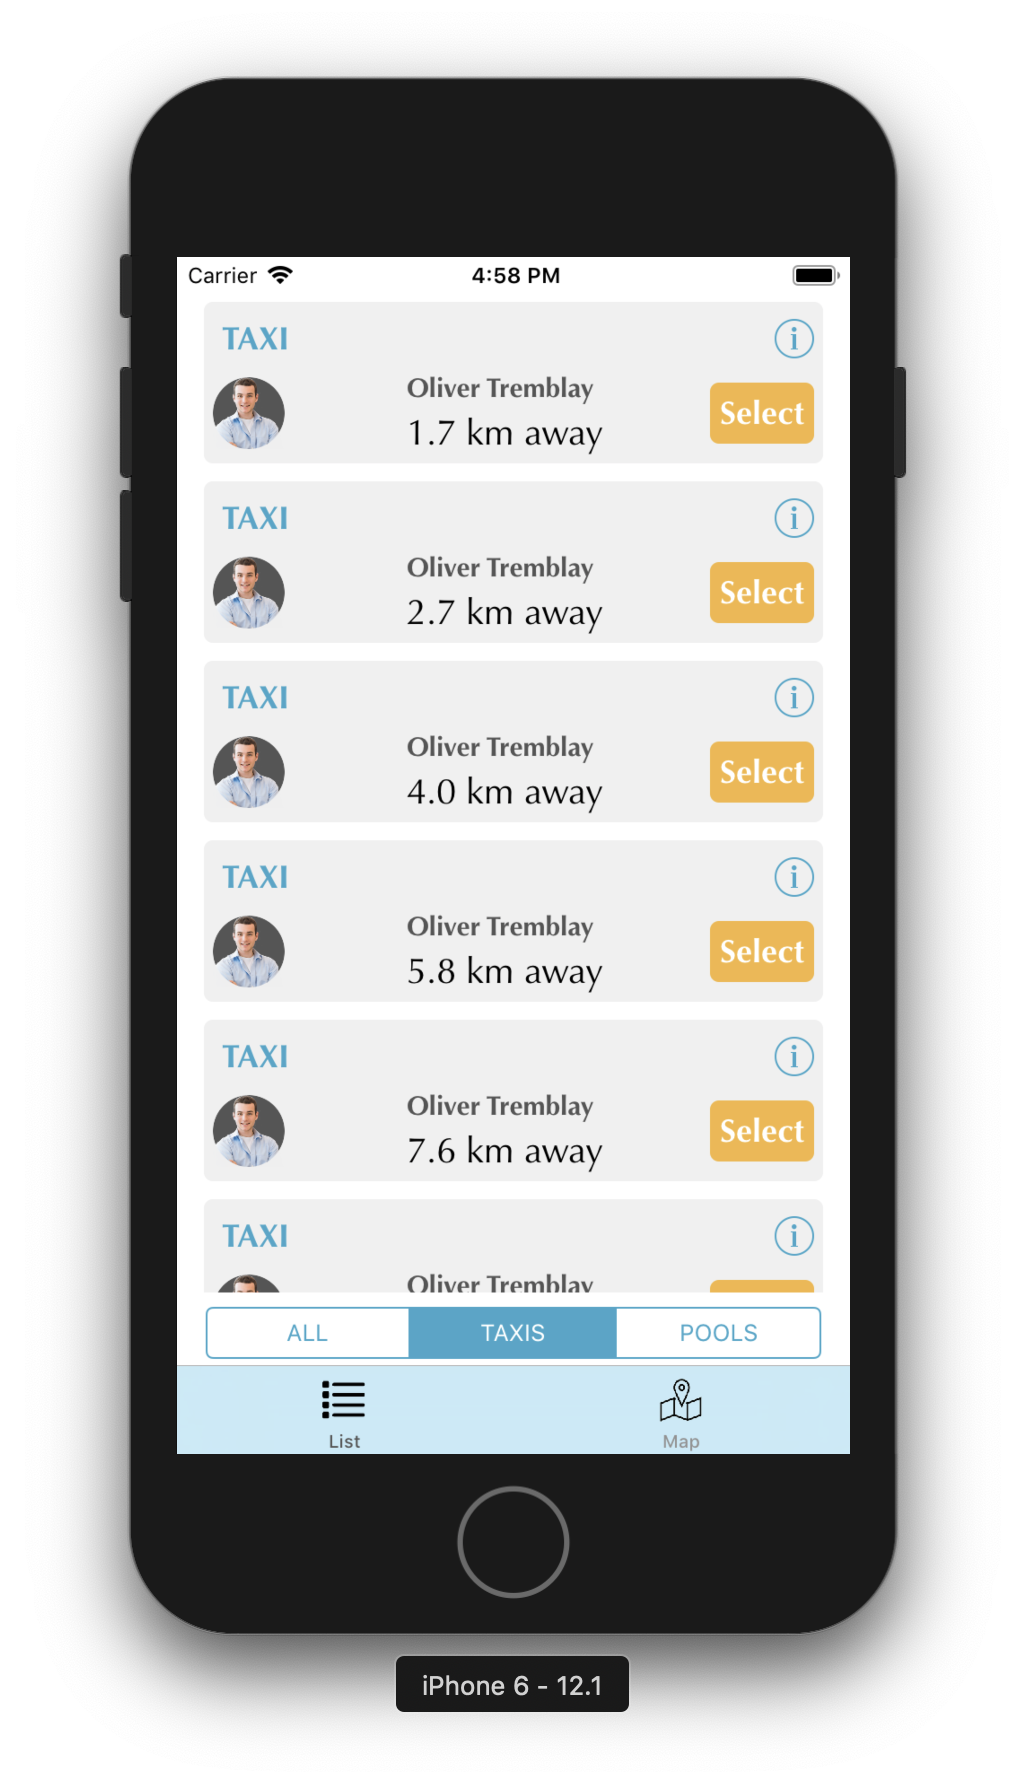 Carrier 4:58 PM
TAXI i
Oliver Tremblay
1.7 km away
Select
TAXI i
Oliver Tremblay
2.7 km away
Select
TAXI i
Oliver Tremblay
4.0 km away
Select
TAXI i
Oliver Tremblay
5.8 km away
Select
TAXI i
Oliver Tremblay
7.6 km away
Select
TAXI i
Oliver Tremblay
ALL TAXIS POOLS
List Map
iPhone 6 - 12.1